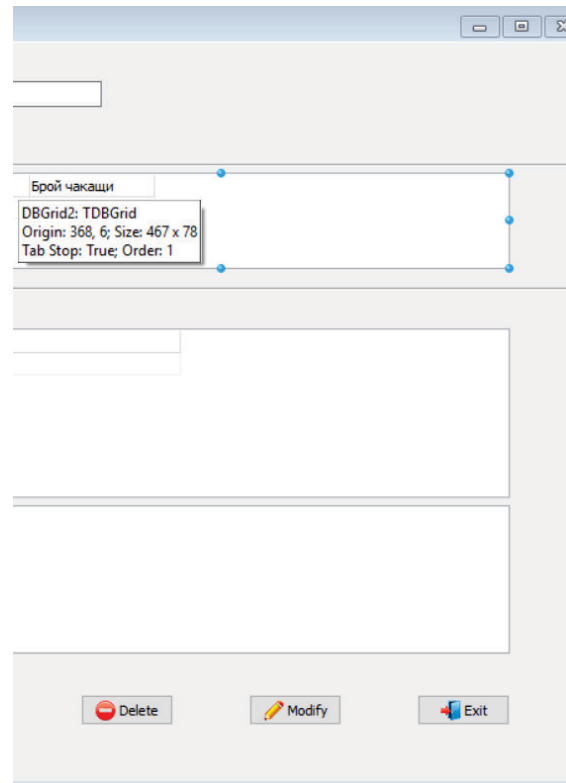 Брой чакащи
DBGrid2: TDBGrid
Origin: 368, 6; Size: 467 x 78
Tab Stop: True; Order: 1
Delete
Modify
Exit